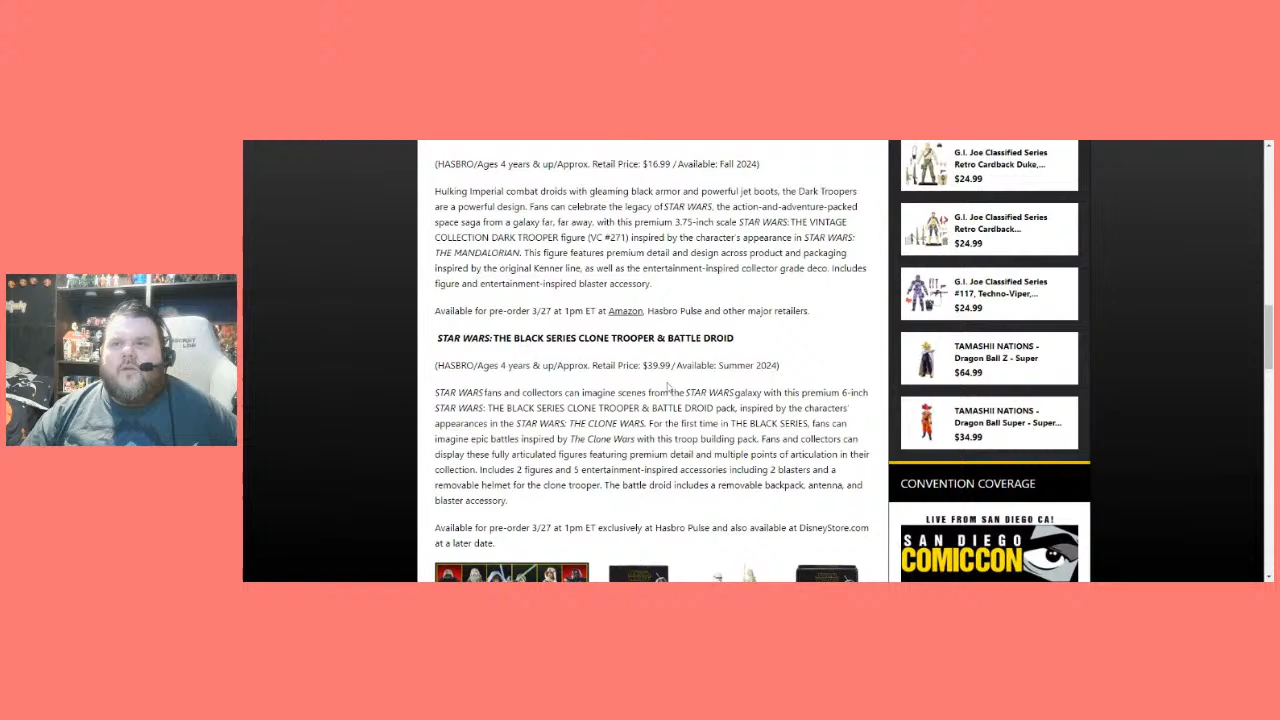 (HASBRO/Ages 4 years & up/Approx. Retail Price: $16.99 / Available: Fall 2024)
Hulking Imperial combat droids with gleaming black armor and powerful jet boots, the Dark Troopers
are a powerful design. Fans can celebrate the legacy of STAR WARS, the action-and-adventure-packed
space saga from a galaxy far, far away, with this premium 3.75-inch scale STAR WARS: THE VINTAGE
COLLECTION DARK TROOPER figure (VC #271) inspired by the character's appearance in STAR WARS:
THE MANDALORIAN. This figure features premium detail and design across product and packaging
inspired by the original Kenner line, as well as the entertainment-inspired collector grade deco. Includes
figure and entertainment-inspired blaster accessory.
Available for pre-order 3/27 at 1pm ET at Amazon, Hasbro Pulse and other major retailers.
STAR WARS: THE BLACK SERIES CLONE TROOPER & BATTLE DROID
(HASBRO/Ages 4 years & up/Approx. Retail Price: $39.99 / Available: Summer 2024)
STAR WARS fans and collectors can imagine scenes from the STAR WARS galaxy with this premium 6-inch
STAR WARS: THE BLACK SERIES CLONE TROOPER & BATTLE DROID pack, inspired by the characters'
appearances in the STAR WARS: THE CLONE WARS. For the first time in THE BLACK SERIES, fans can
imagine epic battles inspired by The Clone Wars with this troop building pack. Fans and collectors can
display these fully articulated figures featuring premium detail and multiple points of articulation in their
collection. Includes 2 figures and 5 entertainment-inspired accessories including 2 blasters and a
removable helmet for the clone trooper. The battle droid includes a removable backpack, antenna, and
blaster accessory.
Available for pre-order 3/27 at 1pm ET exclusively at Hasbro Pulse and also available at DisneyStore.com
at a later date.
G.I. Joe Classified Series
Retro Cardback Duke,...
$24.99
G.I. Joe Classified Series
Retro Cardback...
$24.99
G.I. Joe Classified Series
#117, Techno-Viper,...
$24.99
TAMASHII NATIONS -
Dragon Ball Z - Super
$64.99
TAMASHII NATIONS -
Dragon Ball Super - Super...
$34.99
CONVENTION COVERAGE
LIVE FROM SAN DIEGO CA!
SAN DIEGO
COMICCON